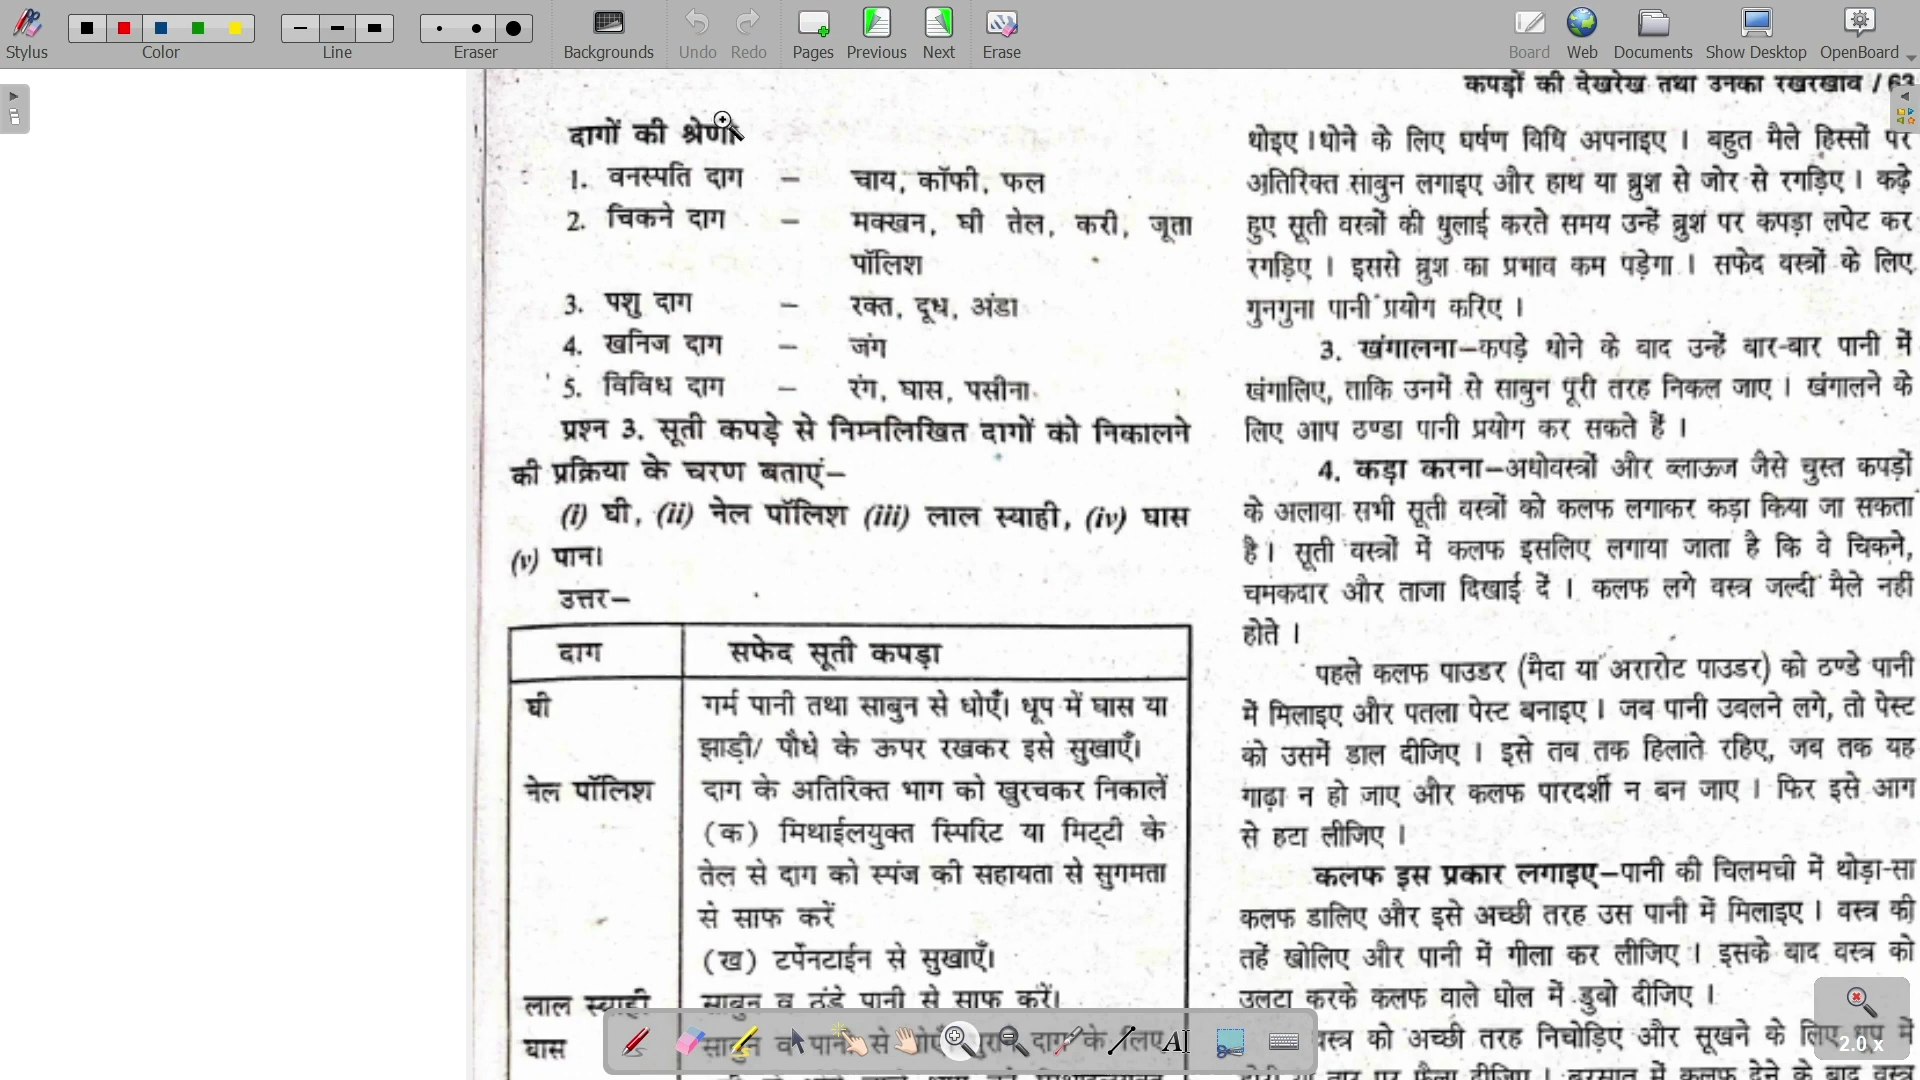 Stylus
Color
Line
Eraser
Backgrounds
Undo
Redo
Pages
Previous
Next
Erase
Board
Web
Documents
Show Desktop
OpenBoard
कपड़ों की देखरेख तथा उनका रखरखाव / 63
दागों की श्रेणी
1. वनस्पति दाग – चाय, कॉफी, फल
2. चिकने दाग – मक्खन, घी तेल, करी, जूता
पॉलिश
3. पशु दाग – रक्त, दूध, अंडा
4. खनिज दाग – जंग
5. विविध दाग – रंग, घास, पसीना
प्रश्न 3. सूती कपड़े से निम्नलिखित दागों को निकालने
की प्रक्रिया के चरण बताएं–
(i) घी, (ii) नेल पॉलिश (iii) लाल स्याही, (iv) घास
(v) पान।
उत्तर–
दाग सफेद सूती कपड़ा
घी गर्म पानी तथा साबुन से धोएँ। धूप में घास या
झाड़ी/ पौधे के ऊपर रखकर इसे सुखाएँ।
नेल पॉलिश दाग के अतिरिक्त भाग को खुरचकर निकालें
(क) मिथाईलयुक्त स्पिरिट या मिट्टी के
तेल से दाग को स्पंज की सहायता से सुगमता
से साफ करें
(ख) टर्पेनटाईन से सुखाएँ।
लाल स्याही साबुन व ठंडे पानी से साफ करें।
घास साबुन व से दाग के लिए
धोइए । धोने के लिए घर्षण विधि अपनाइए । बहुत मैले हिस्सों पर
अतिरिक्त साबुन लगाइए और हाथ या ब्रुश से जोर से रगड़िए । कढ़े
हुए सूती वस्त्रों की धुलाई करते समय उन्हें ब्रुश पर कपड़ा लपेट कर
रगड़िए । इससे ब्रुश का प्रभाव कम पड़ेगा । सफेद वस्त्रों के लिए
गुनगुना पानी प्रयोग करिए ।
3. खंगालना–कपड़े धोने के बाद उन्हें बार-बार पानी में
खंगालिए, ताकि उनमें से साबुन पूरी तरह निकल जाए । खंगालने के
लिए आप ठण्डा पानी प्रयोग कर सकते हैं ।
4. कड़ा करना–अधोवस्त्रों और ब्लाऊज जैसे चुस्त कपड़ों
के अलावा सभी सूती वस्त्रों को कलफ लगाकर कड़ा किया जा सकता
है। सूती वस्त्रों में कलफ इसलिए लगाया जाता है कि वे चिकने,
चमकदार और ताजा दिखाई दें । कलफ लगे वस्त्र जल्दी मैले नहीं
होते ।
पहले कलफ पाउडर (मैदा या अरारोट पाउडर) को ठण्डे पानी
में मिलाइए और पतला पेस्ट बनाइए । जब पानी उबलने लगे, तो पेस्ट
को उसमें डाल दीजिए । इसे तब तक हिलाते रहिए, जब तक यह
गाढ़ा न हो जाए और कलफ पारदर्शी न बन जाए । फिर इसे आग
से हटा लीजिए ।
कलफ इस प्रकार लगाइए–पानी की चिलमची में थोड़ा-सा
कलफ डालिए और इसे अच्छी तरह उस पानी में मिलाइए । वस्त्र की
तहें खोलिए और पानी में गीला कर लीजिए । इसके बाद वस्त्र को
उलटा करके कलफ वाले घोल में डुबो दीजिए ।
वस्त्र को अच्छी तरह निचोड़िए और सूखने के लिए धूप में
2.0 x